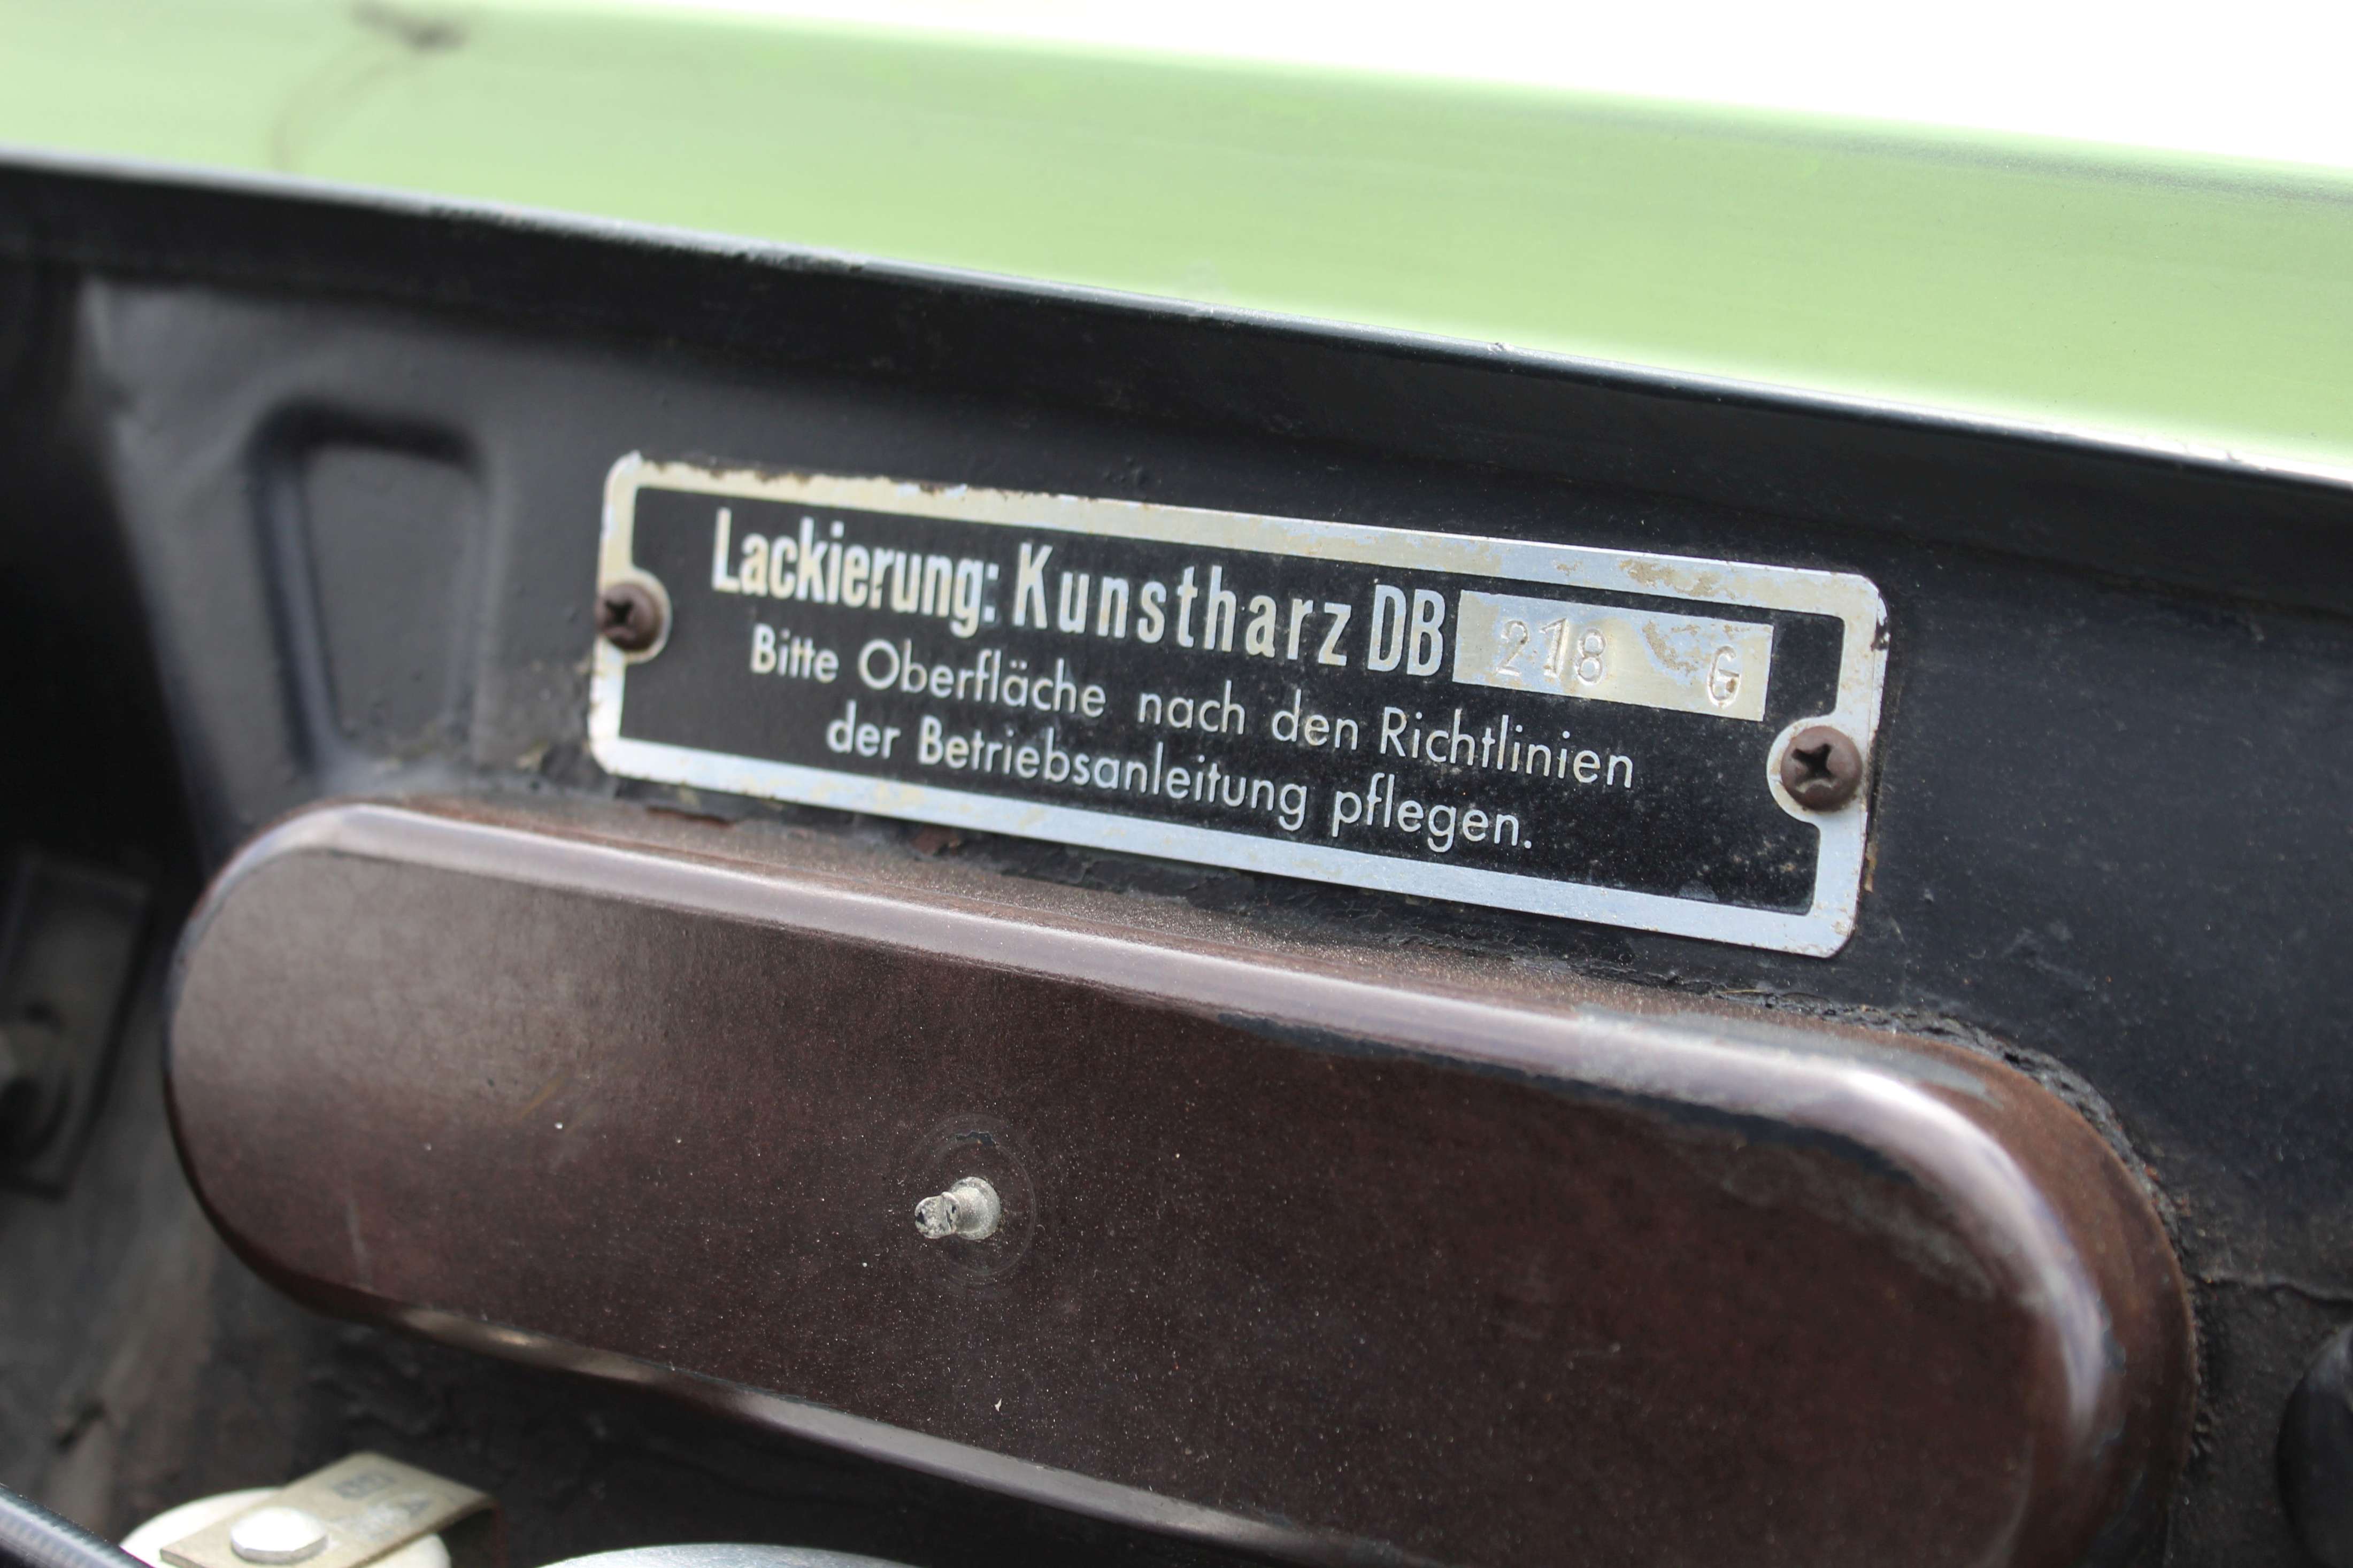 Lackierung: Kunstharz DB 218 G
Bitte Oberfläche nach den Richtlinien
der Betriebsanleitung pflegen.